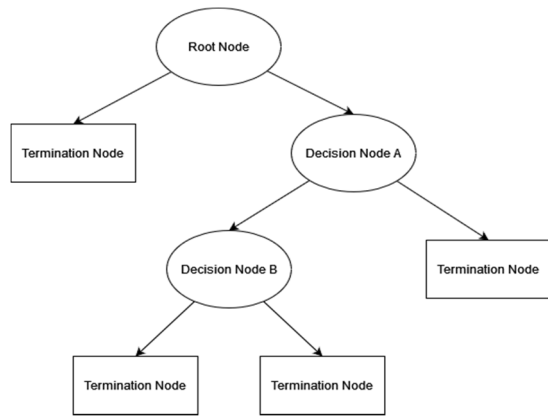 Root Node
Termination Node
Decision Node A
Decision Node B
Termination Node
Termination Node
Termination Node